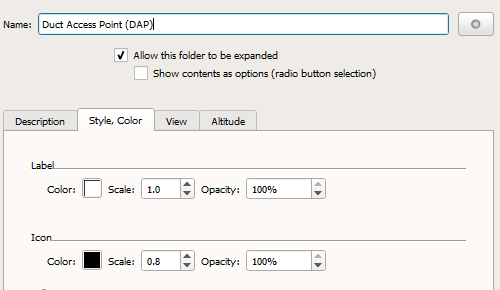 Name: Duct Access Point (DAP)
Allow this folder to be expanded
Show contents as options (radio button selection)
Description Style, Color View Altitude
Label
Color: Scale: 1.0 Opacity: 100%
Icon
Color: Scale: 0.8 Opacity: 100%